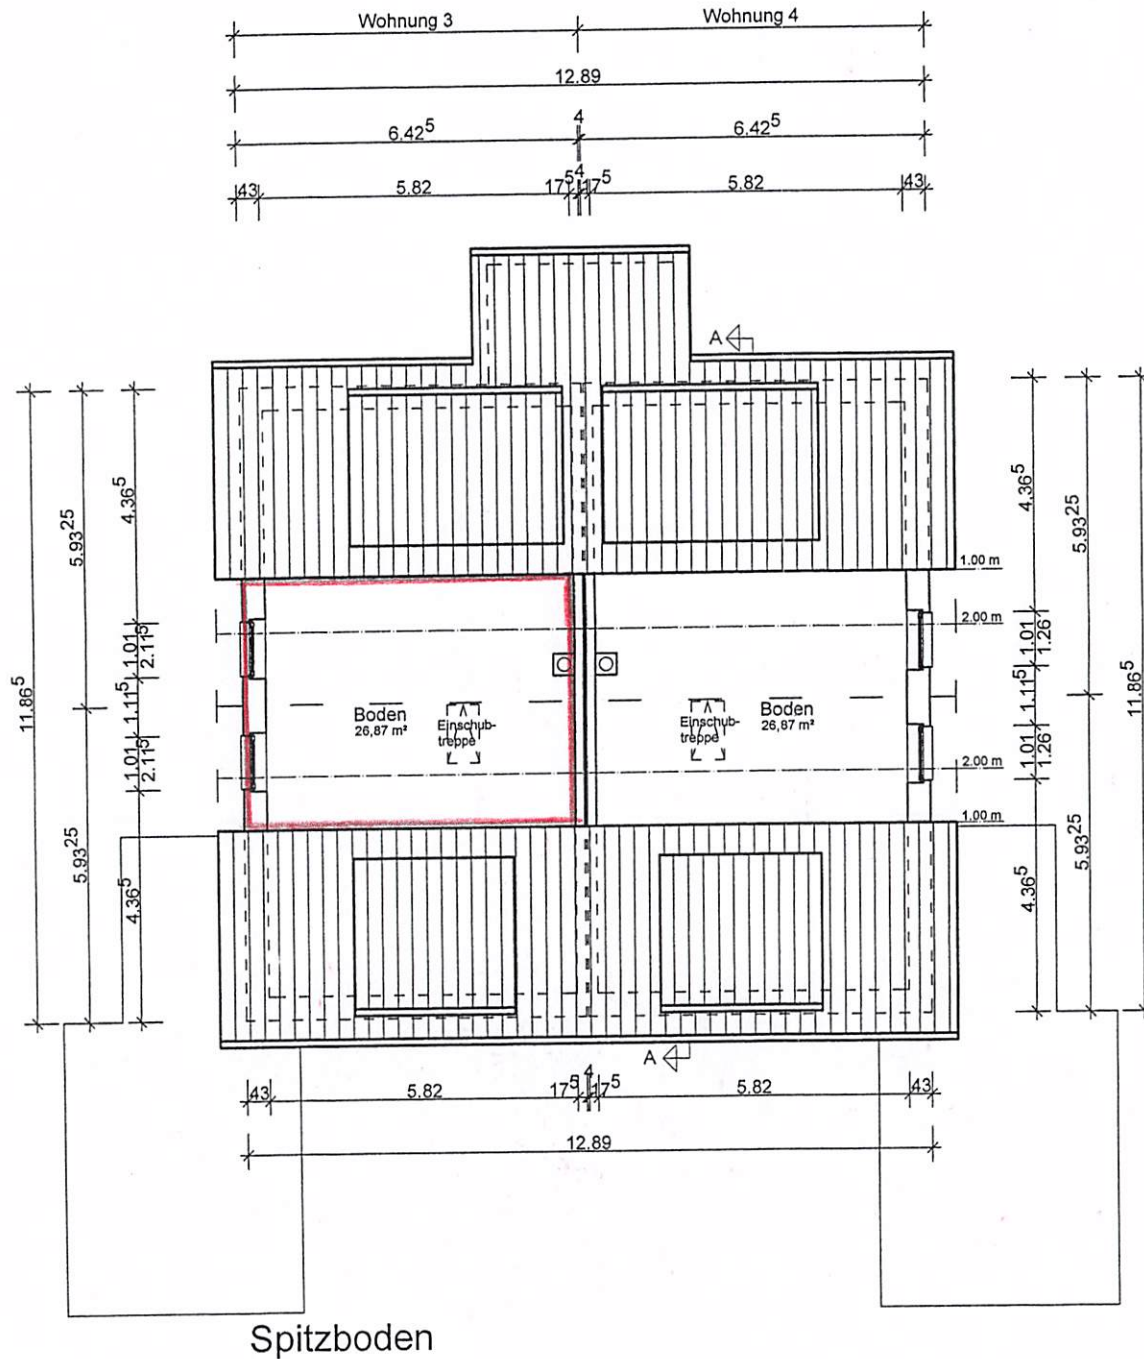 Wohnung 3 Wohnung 4
12.89
4
6.42⁵ 6.42⁵
43 5.82 17⁵ 4 17⁵ 5.82 43
A
11.86⁵
5.93²⁵
4.36⁵
1.01
2.11⁵
1.11⁵
1.01
2.11⁵
5.93²⁵
4.36⁵
1.00 m
2.00 m
Boden
26,87 m²
Einschub-
treppe
Boden
26,87 m²
Einschub-
treppe
2.00 m
1.00 m
4.36⁵
5.93²⁵
1.01
1.26¹
1.11⁵
11.86⁵
1.01
1.26¹
5.93²⁵
4.36⁵
A
43 5.82 17⁵ 4 17⁵ 5.82 43
12.89
Spitzboden